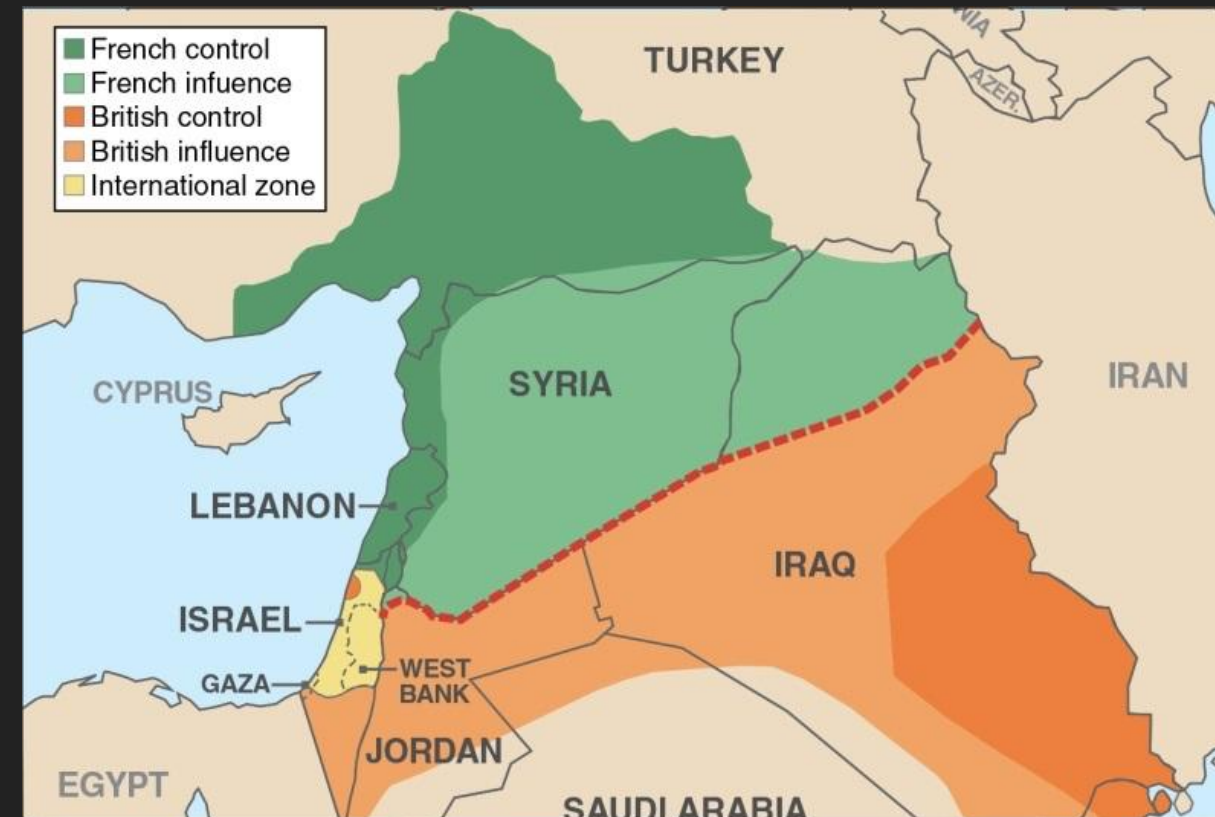 French control
French infuence
British control
British influence
International zone
TURKEY
AZER.
CYPRUS
SYRIA
IRAN
LEBANON
IRAQ
ISRAEL
GAZA
WEST
BANK
JORDAN
EGYPT
SAUDI ARABIA